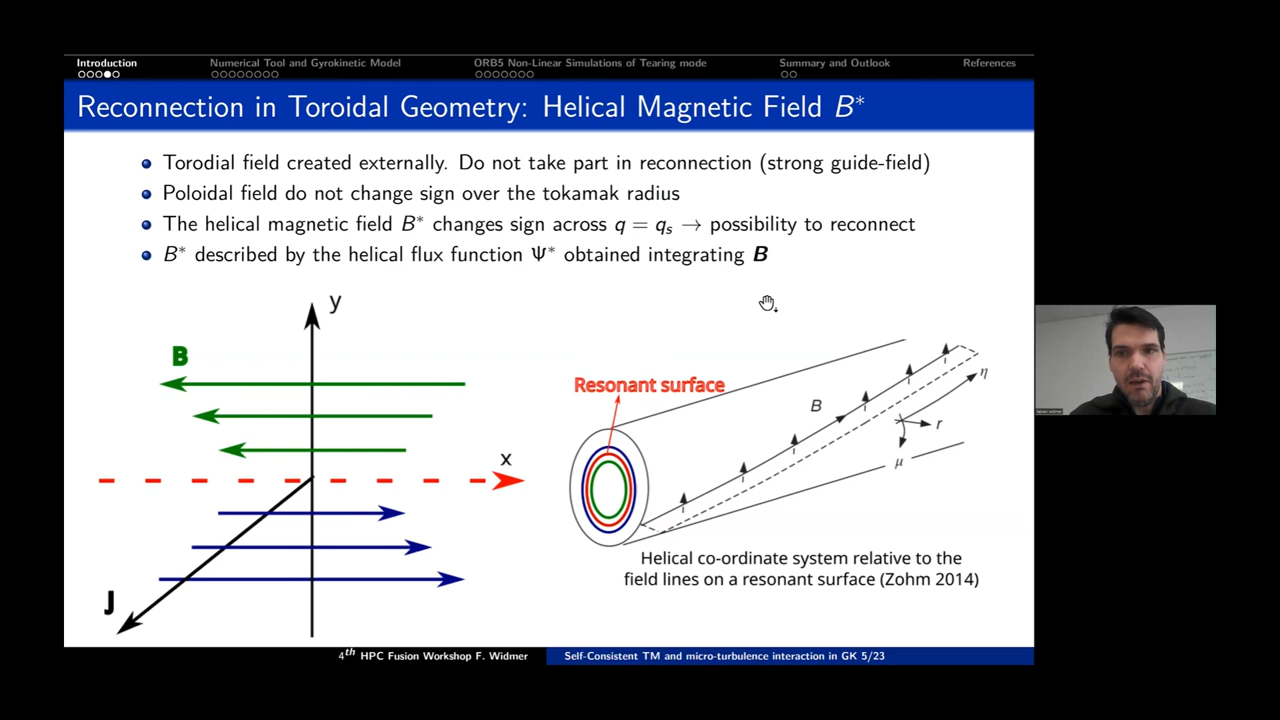 Introduction
Numerical Tool and Gyrokinetic Model
ORB5 Non-Linear Simulations of Tearing mode
Summary and Outlook
References
Reconnection in Toroidal Geometry: Helical Magnetic Field B*
Torodial field created externally. Do not take part in reconnection (strong guide-field)
Poloidal field do not change sign over the tokamak radius
The helical magnetic field B* changes sign across q = qs → possibility to reconnect
B* described by the helical flux function Ψ* obtained integrating B
y
B
x
J
Resonant surface
B
η
r
μ
Helical co-ordinate system relative to the
field lines on a resonant surface (Zohm 2014)
4th HPC Fusion Workshop F. Widmer
Self-Consistent TM and micro-turbulence interaction in GK 5/23